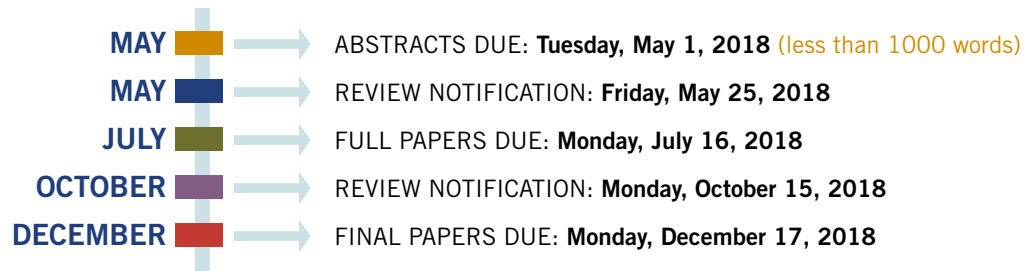 MAY ABSTRACTS DUE: Tuesday, May 1, 2018 (less than 1000 words)
MAY REVIEW NOTIFICATION: Friday, May 25, 2018
JULY FULL PAPERS DUE: Monday, July 16, 2018
OCTOBER REVIEW NOTIFICATION: Monday, October 15, 2018
DECEMBER FINAL PAPERS DUE: Monday, December 17, 2018